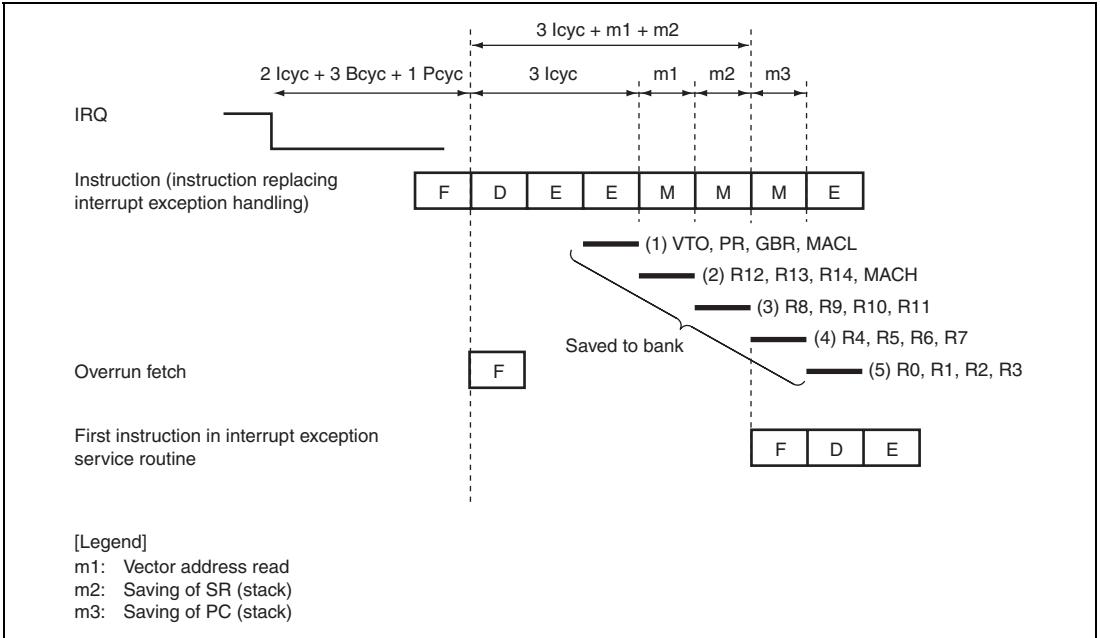 3 Icyc + m1 + m2
2 Icyc + 3 Bcyc + 1 Pcyc
3 Icyc
m1
m2
m3
IRQ
Instruction (instruction replacing
interrupt exception handling)
F D E E M M M E
(1) VTO, PR, GBR, MACL
(2) R12, R13, R14, MACH
(3) R8, R9, R10, R11
(4) R4, R5, R6, R7
(5) R0, R1, R2, R3
Saved to bank
Overrun fetch
F
First instruction in interrupt exception
service routine
F D E
[Legend]
m1: Vector address read
m2: Saving of SR (stack)
m3: Saving of PC (stack)